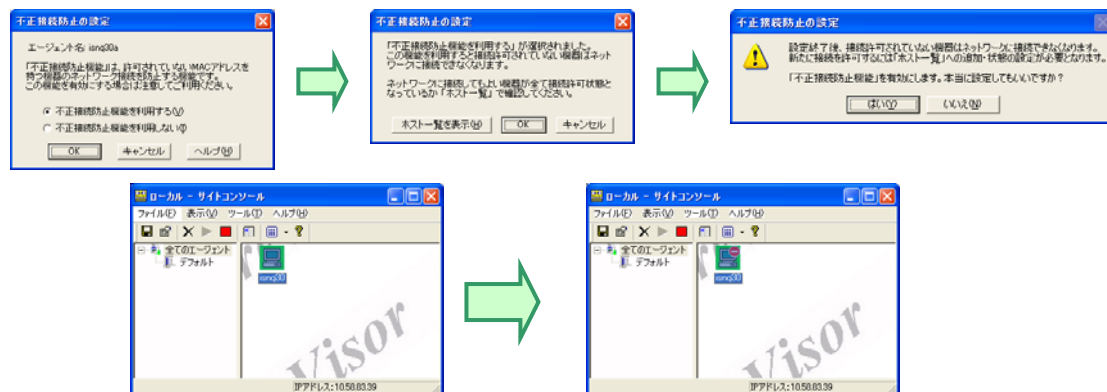 不正接続防止の設定
エージェント名: isnq30a
「不正接続防止機能」は、許可されていないMACアドレスを
持つ機器のネットワーク接続を防止する機能です。
この機能を有効にする場合は注意してご利用ください。
不正接続防止機能を利用する(V)
不正接続防止機能を利用しない(I)
OK キャンセル ヘルプ(H)
不正接続防止の設定
「不正接続防止機能を利用する」が選択されました。
この機能を利用すると接続許可されていない機器はネット
ワークに接続できなくなります。
ネットワークに接続してもよい機器が全て接続許可状態と
なっているか「ホスト一覧」で確認してください。
ホスト一覧を表示(H) OK キャンセル
不正接続防止の設定
設定終了後、接続許可されていない機器はネットワークに接続できなくなります。
新たに接続を許可するには「ホスト一覧」への追加・状態の設定が必要となります。
「不正接続防止機能」を有効にします。本当に設定してもいいですか?
はい(Y) いいえ(N)
ローカル - サイトコンソール
ファイル(F) 表示(V) ツール(T) ヘルプ(H)
全てのエージェント
デフォルト
isnq30
Visor
IPアドレス:10.58.83.39
ローカル - サイトコンソール
ファイル(F) 表示(V) ツール(T) ヘルプ(H)
全てのエージェント
デフォルト
isnq30
Visor
IPアドレス:10.58.83.39